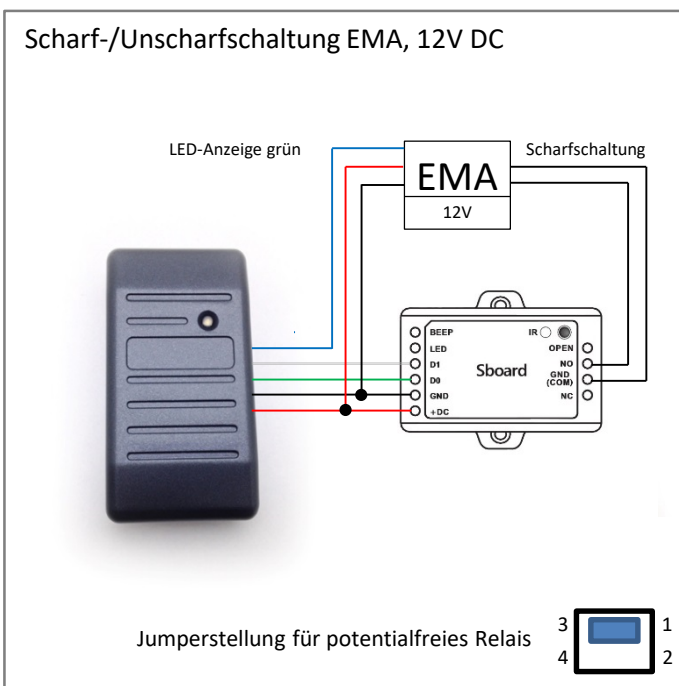 Scharf-/Unscharfschaltung EMA, 12V DC
LED-Anzeige grün
EMA
12V
Scharfschaltung
BEEP
LED
D1
D0
GND
+DC
Sboard
IR
OPEN
NO
GND
(COM)
NC
Jumperstellung für potentialfreies Relais
3
1
4
2